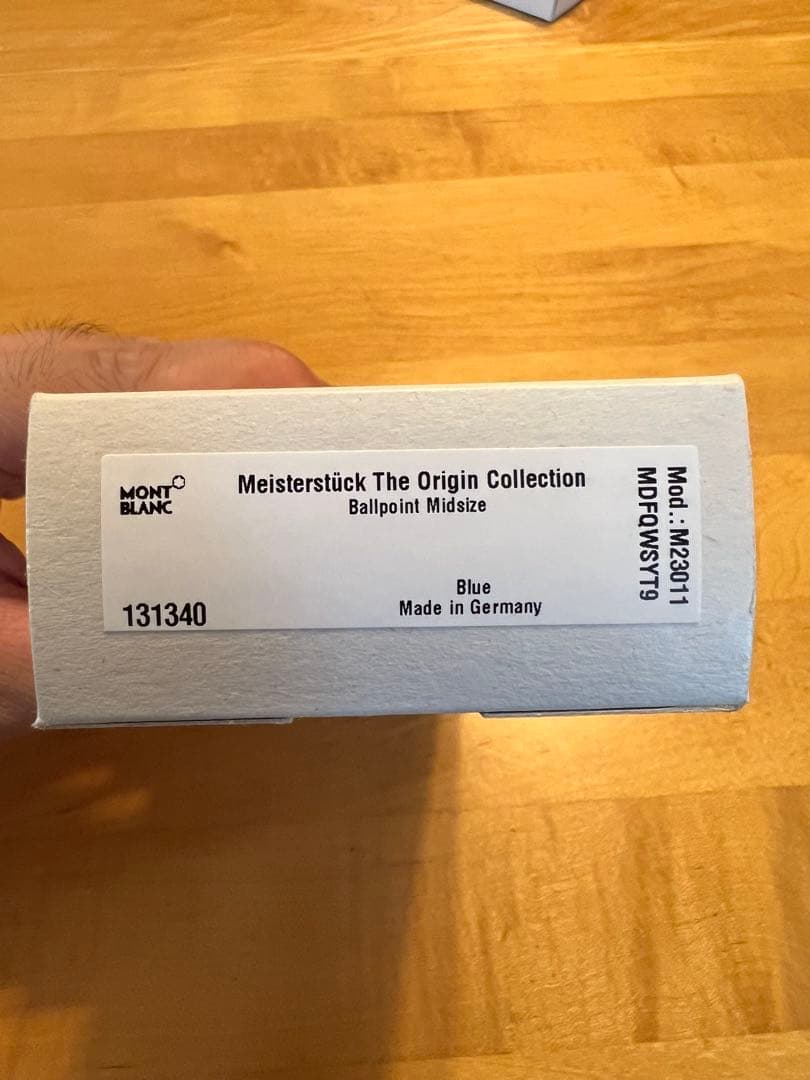 MONT
BLANC
Meisterstück The Origin Collection
Ballpoint Midsize
Blue
Made in Germany
131340
Mod.: M23011
MDFQWSYT9